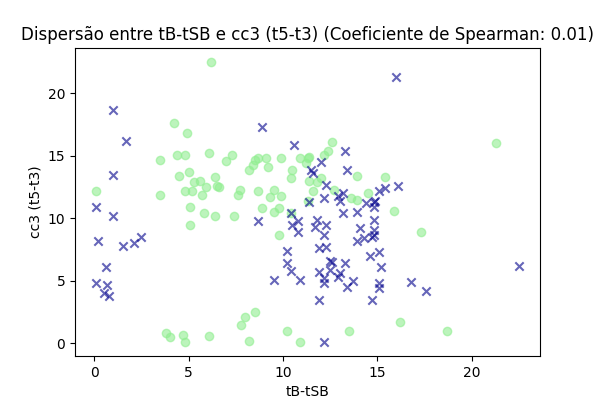 Dispersão entre tB-tSB e cc3 (t5-t3) (Coeficiente de Spearman: 0.01)
cc3 (t5-t3)
20
15
10
5
0
0 5 10 15 20
tB-tSB